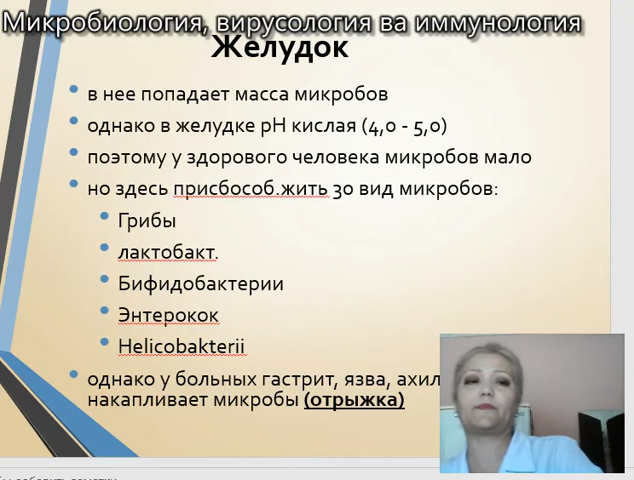 Микробиология, вирусология ва иммунология
Желудок
в нее попадает масса микробов
однако в желудке pH кислая (4,0 - 5,0)
поэтому у здорового человека микробов мало
но здесь присбособ.жить 30 вид микробов:
Грибы
лактобакт.
Бифидобактерии
Энтерокок
Helicobakterii
однако у больных гастрит, язва,
накапливает микробы (отрыжка)